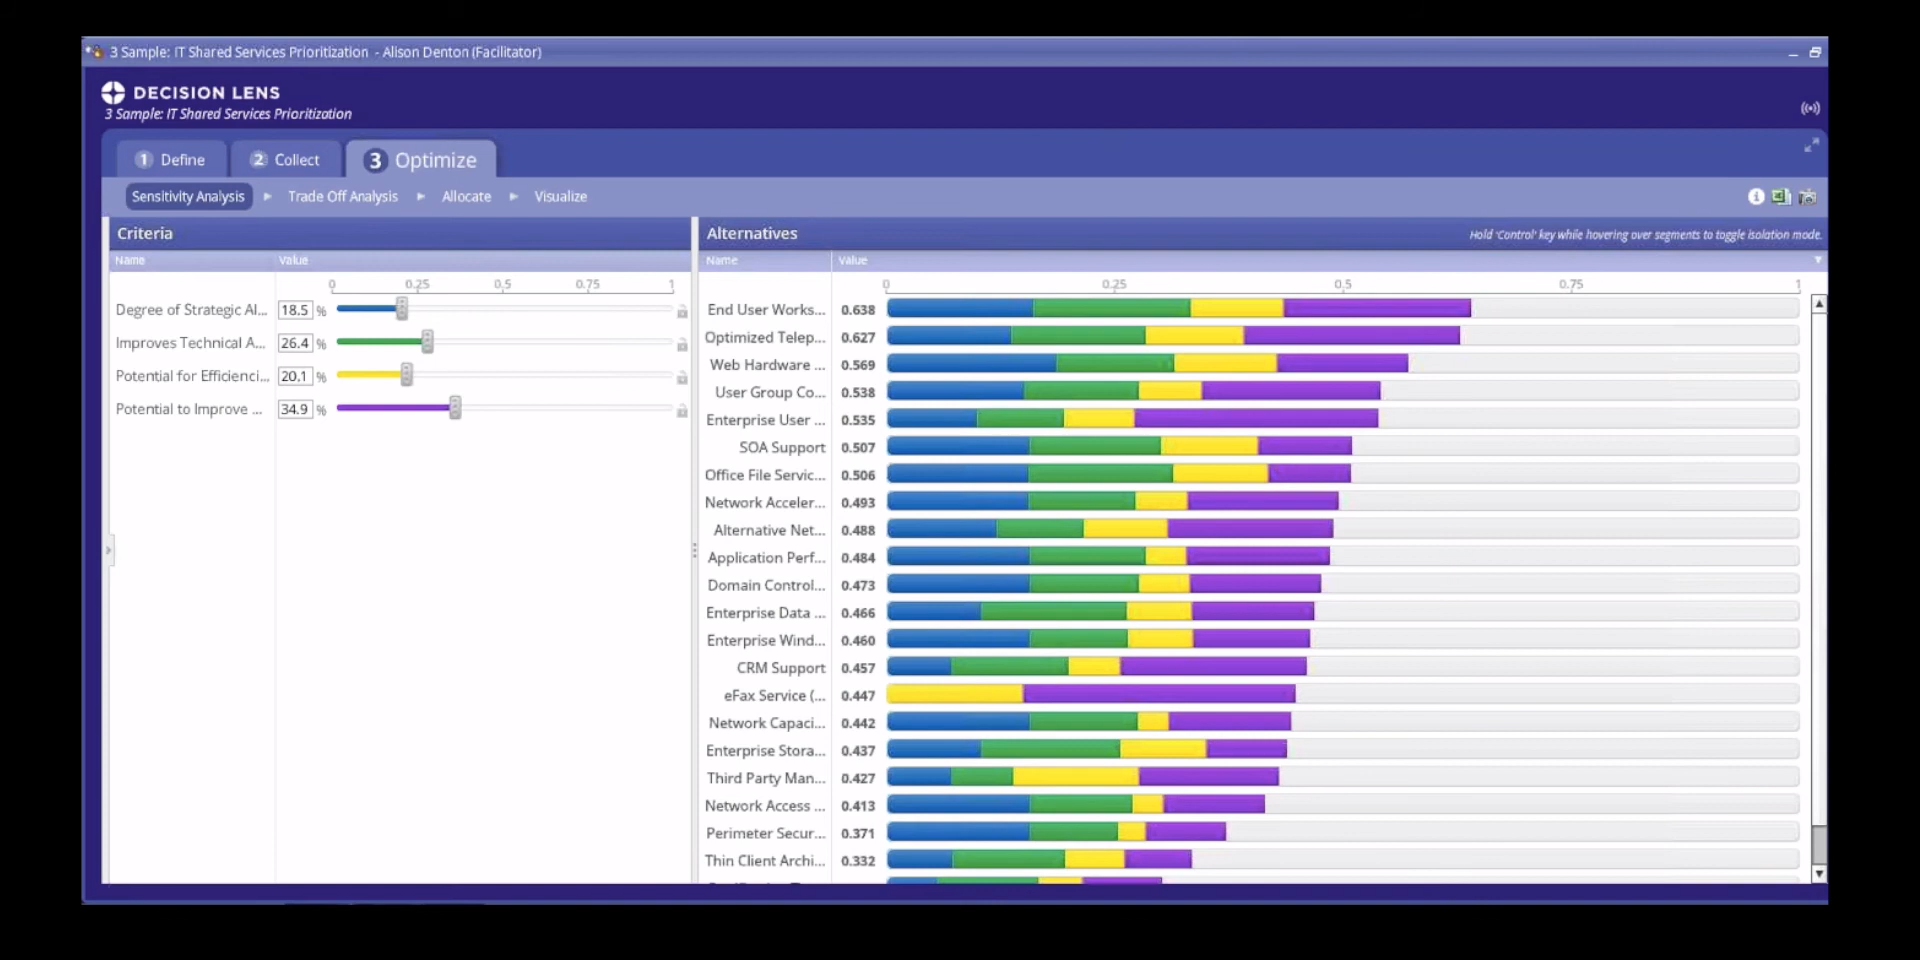 3 Sample: IT Shared Services Prioritization - Alison Denton (Facilitator)
DECISION LENS
3 Sample: IT Shared Services Prioritization
1 Define 2 Collect 3 Optimize
Sensitivity Analysis Trade Off Analysis Allocate Visualize
Criteria
Name Value
0 0.25 0.5 0.75 1
Degree of Strategic Al... 18.5 %
Improves Technical A... 26.4 %
Potential for Efficienci... 20.1 %
Potential to Improve ... 34.9 %
Alternatives Hold 'Control' key while hovering over segments to toggle isolation mode.
Name Value
0 0.25 0.5 0.75 1
End User Works... 0.638
Optimized Telep... 0.627
Web Hardware ... 0.569
User Group Co... 0.538
Enterprise User ... 0.535
SOA Support 0.507
Office File Servic... 0.506
Network Acceler... 0.493
Alternative Net... 0.488
Application Perf... 0.484
Domain Control... 0.473
Enterprise Data ... 0.466
Enterprise Wind... 0.460
CRM Support 0.457
eFax Service (... 0.447
Network Capaci... 0.442
Enterprise Stora... 0.437
Third Party Man... 0.427
Network Access ... 0.413
Perimeter Secur... 0.371
Thin Client Archi... 0.332